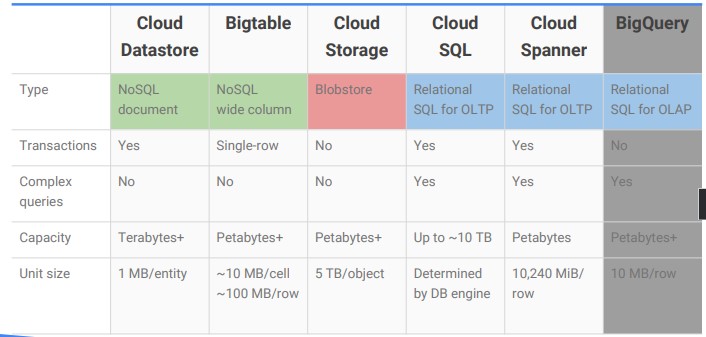 Cloud Datastore Bigtable Cloud Storage Cloud SQL Cloud Spanner BigQuery
Type NoSQL document NoSQL wide column Blobstore Relational SQL for OLTP Relational SQL for OLTP Relational SQL for OLAP
Transactions Yes Single-row No Yes Yes No
Complex queries No No No Yes Yes Yes
Capacity Terabytes+ Petabytes+ Petabytes+ Up to ~10 TB Petabytes Petabytes+
Unit size 1 MB/entity ~10 MB/cell ~100 MB/row 5 TB/object Determined by DB engine 10,240 MiB/ row 10 MB/row